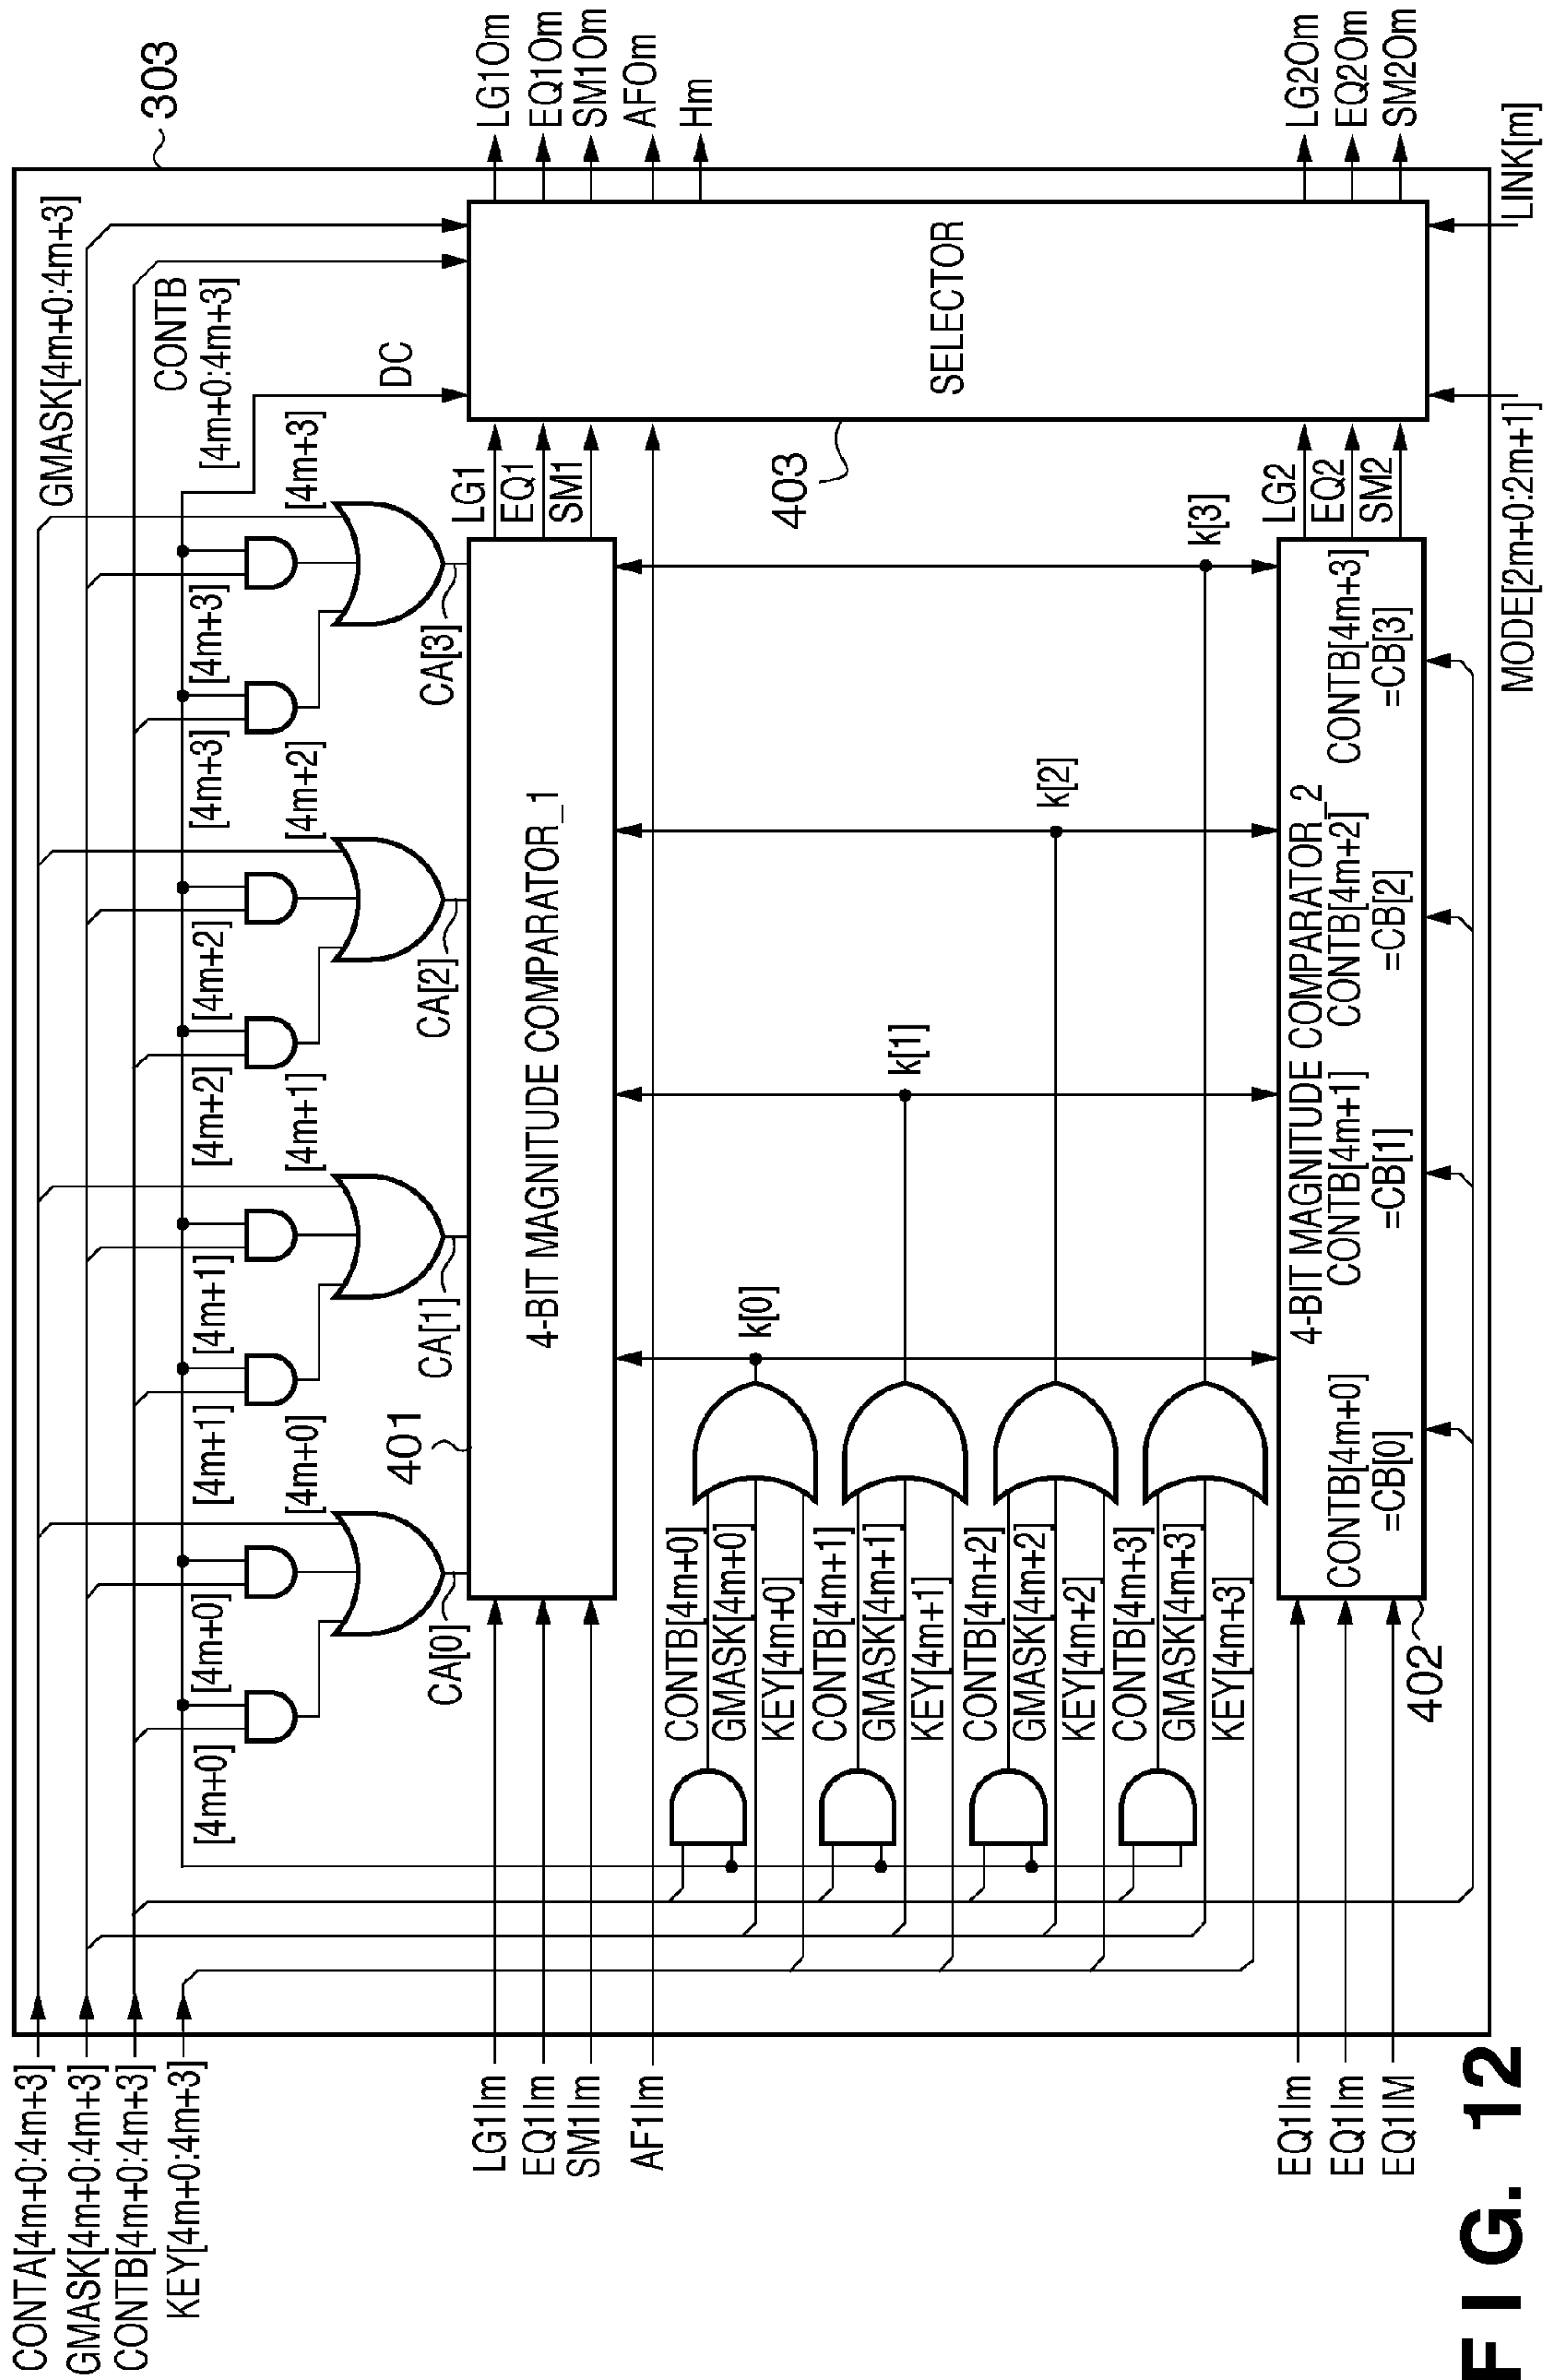 303
CONTA[4m+0:4m+3]
GMASK[4m+0:4m+3]
CONTB[4m+0:4m+3]
KEY[4m+0:4m+3]
GMASK[4m+0:4m+3]
CONTB
[4m+0:4m+3]
DC
[4m+0]
[4m+0]
[4m+0]
[4m+1]
[4m+1]
[4m+1]
[4m+2]
[4m+2]
[4m+2]
[4m+3]
[4m+3]
[4m+3]
CA[0]
401
CA[1]
CA[2]
CA[3]
LG1Im
EQ1Im
SM1Im
AF1Im
4-BIT MAGNITUDE COMPARATOR_1
LG1
EQ1
SM1
LG1Om
EQ1Om
SM1Om
AFOm
Hm
CONTB[4m+0]
GMASK[4m+0]
KEY[4m+0]
k[0]
CONTB[4m+1]
GMASK[4m+1]
KEY[4m+1]
k[1]
CONTB[4m+2]
GMASK[4m+2]
KEY[4m+2]
k[2]
CONTB[4m+3]
GMASK[4m+3]
KEY[4m+3]
k[3]
403
SELECTOR
EQ1Im
EQ1Im
EQ1IM
402
4-BIT MAGNITUDE COMPARATOR_2
CONTB[4m+0]
=CB[0]
CONTB[4m+1]
=CB[1]
CONTB[4m+2]
=CB[2]
CONTB[4m+3]
=CB[3]
LG2
EQ2
SM2
LG2Om
EQ2Om
SM2Om
MODE[2m+0:2m+1]
LINK[m]
FIG. 12